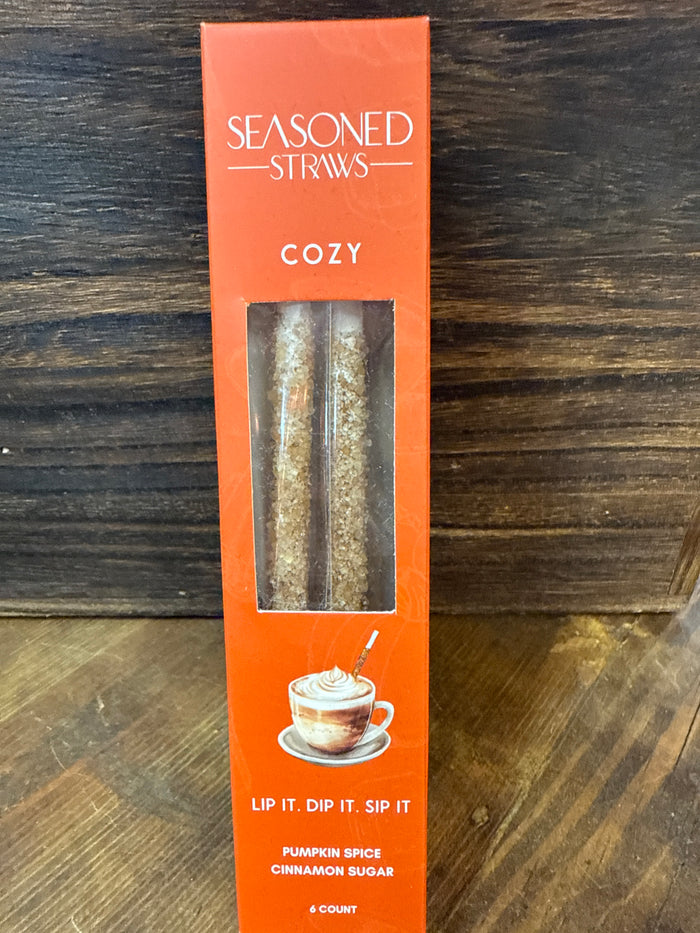 SEASONED
STRAWS
COZY
LIP IT. DIP IT. SIP IT
PUMPKIN SPICE
CINNAMON SUGAR
6 COUNT